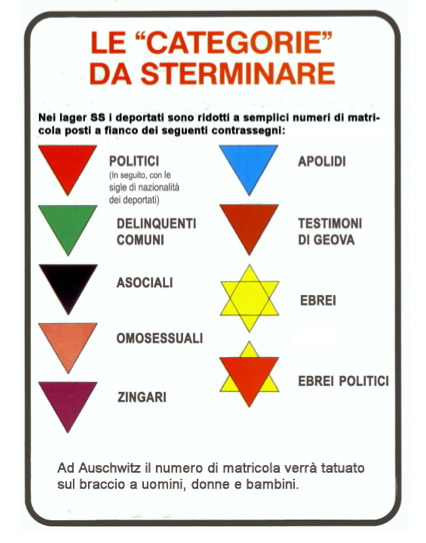 LE “CATEGORIE”
DA STERMINARE
Nei lager SS i deportati sono ridotti a semplici numeri di matri-
cola posti a fianco dei seguenti contrassegni:
POLITICI
(In seguito, con le
sigle di nazionalità
dei deportati)
DELINQUENTI
COMUNI
ASOCIALI
OMOSESSUALI
ZINGARI
APOLIDI
TESTIMONI
DI GEOVA
EBREI
EBREI POLITICI
Ad Auschwitz il numero di matricola verrà tatuato
sul braccio a uomini, donne e bambini.